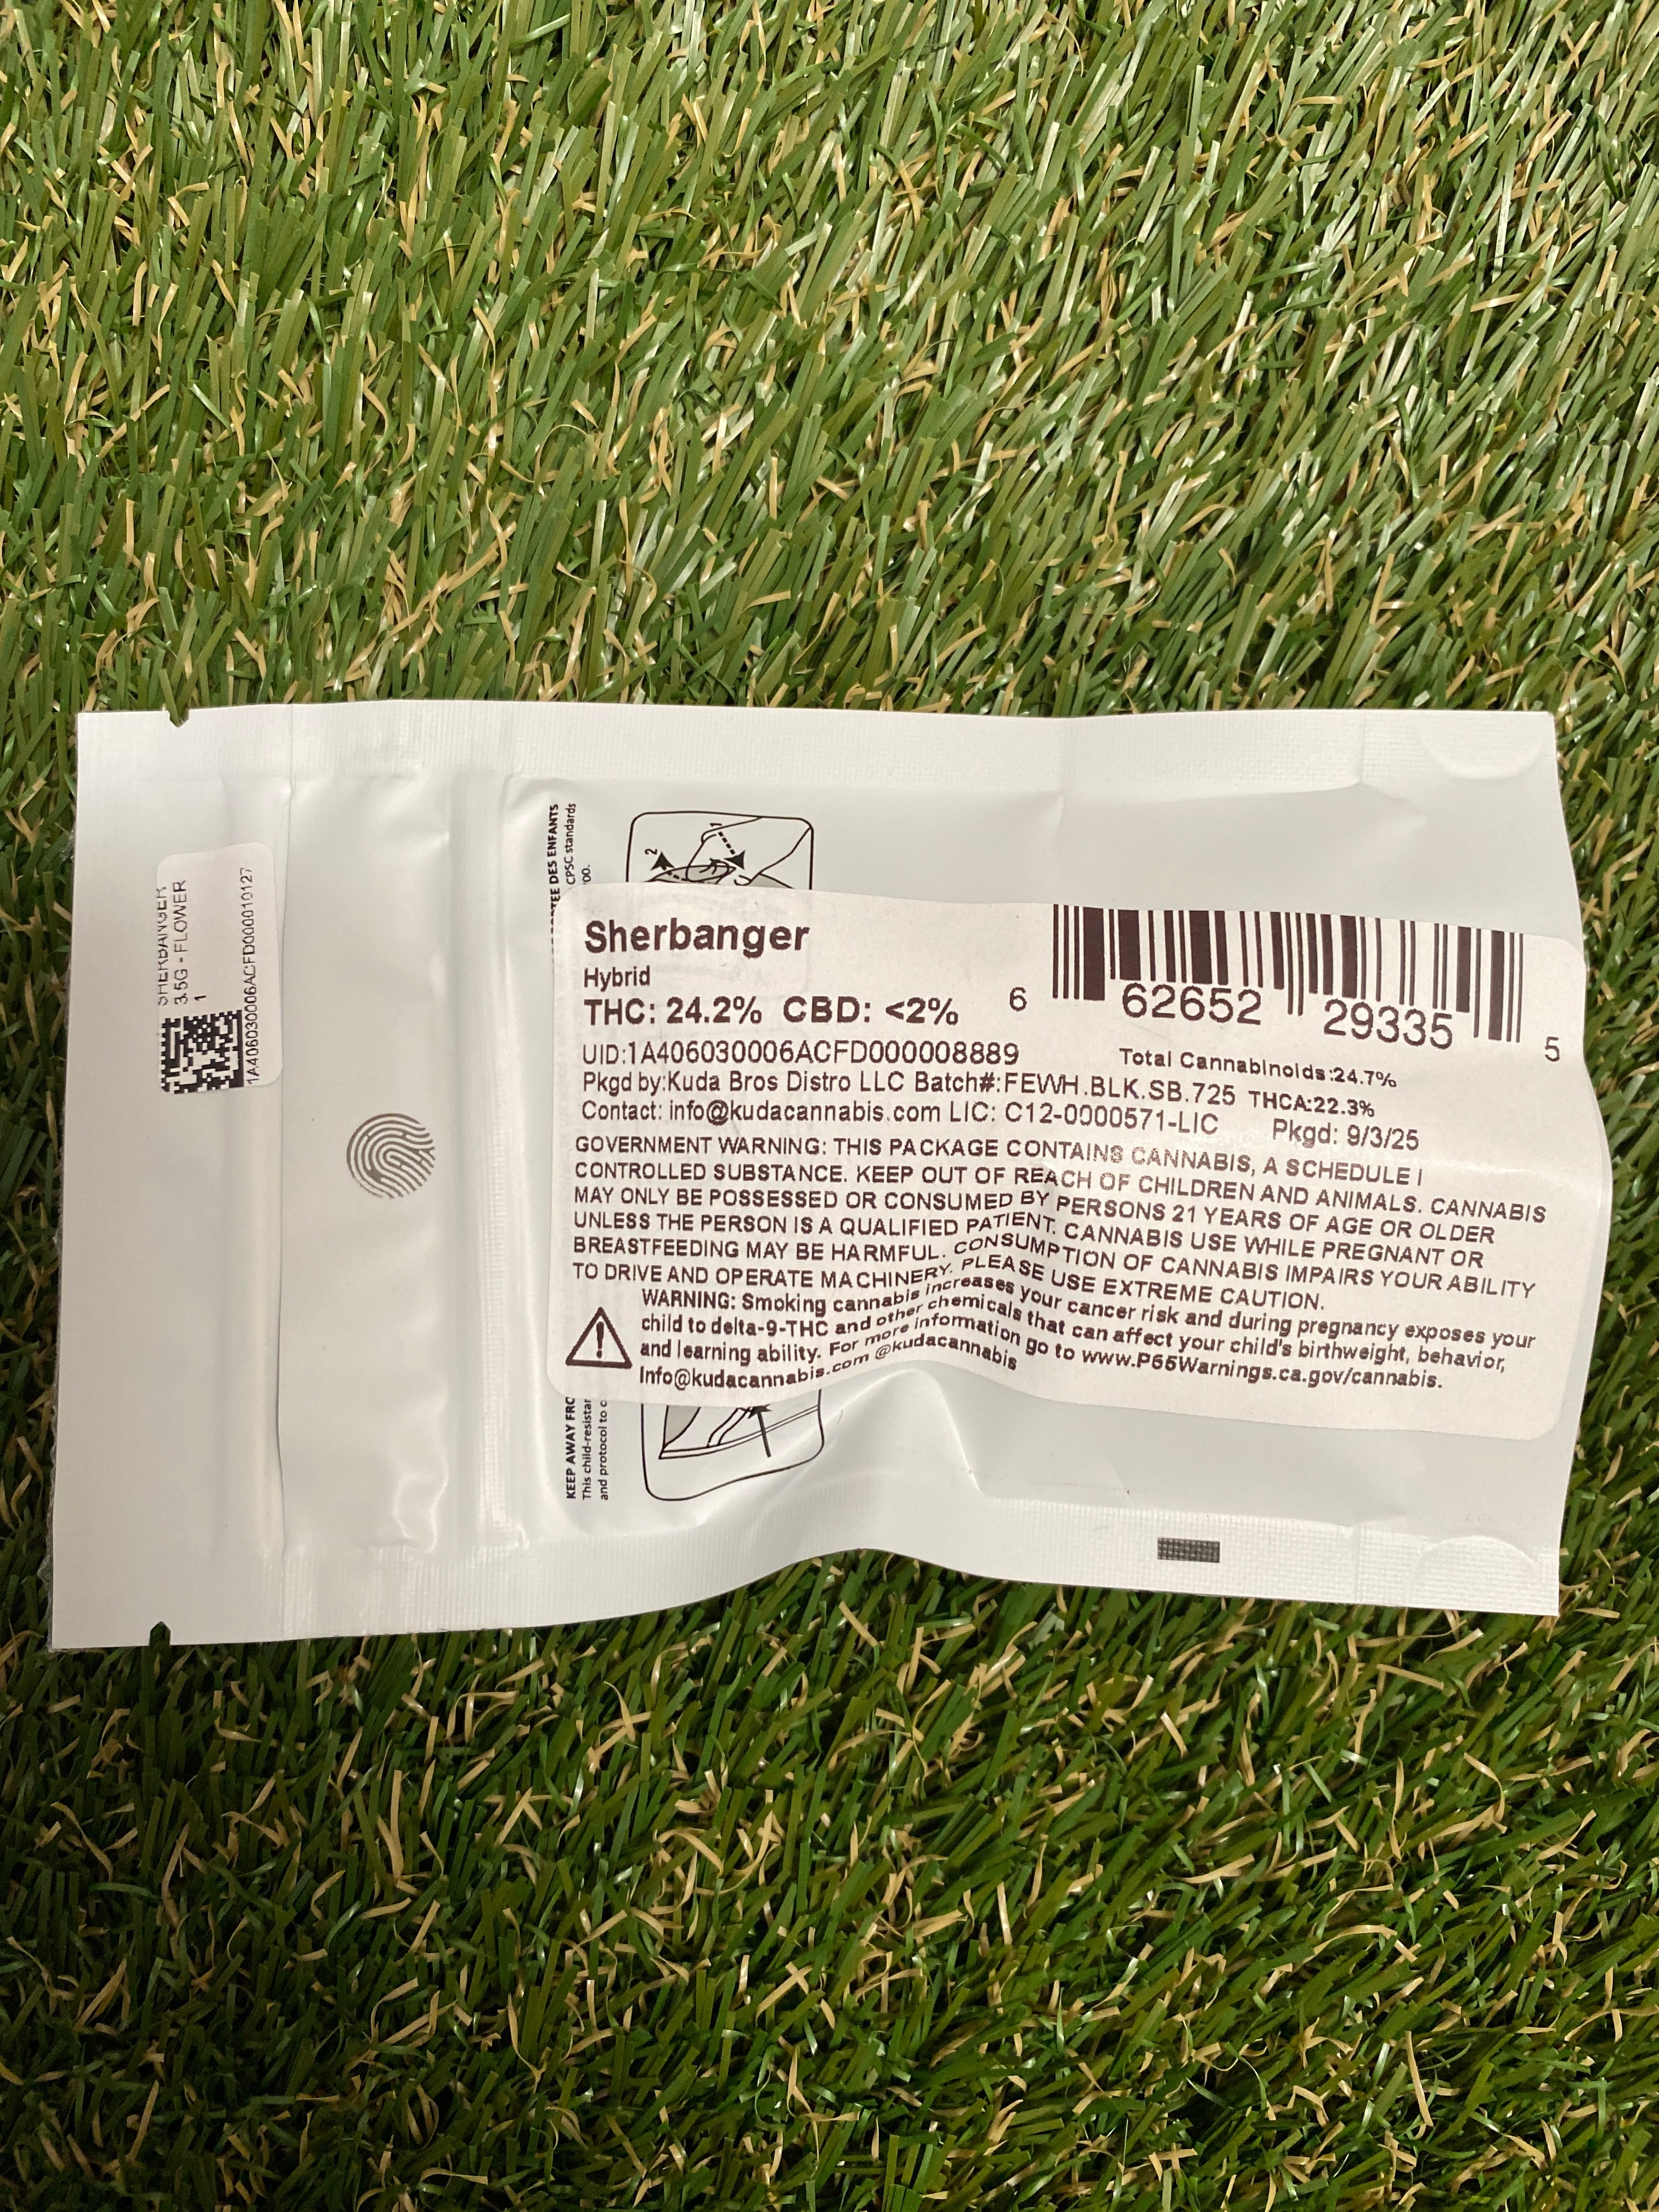 SHERBANGER
3.5G - FLOWER
1
1A406030006ACFD000010127
DES ENFANTS
CPSC standards
KEEP AWAY
This
and protocol to
1
2
Sherbanger
Hybrid
THC: 24.2% CBD: <2%
6 62652 29335 5
UID:1A406030006ACFD000008889
Total Cannabinoids:24.7%
Pkgd by:Kuda Bros Distro LLC Batch#:FEWH.BLK.SB.725 THCA:22.3%
Contact: info@kudacannabis.com LIC: C12-0000571-LIC Pkgd: 9/3/25
GOVERNMENT WARNING: THIS PACKAGE CONTAINS CANNABIS, A SCHEDULE I
CONTROLLED SUBSTANCE. KEEP OUT OF REACH OF CHILDREN AND ANIMALS. CANNABIS
MAY ONLY BE POSSESSED OR CONSUMED BY PERSONS 21 YEARS OF AGE OR OLDER
UNLESS THE PERSON IS A QUALIFIED PATIENT. CANNABIS USE WHILE PREGNANT OR
BREASTFEEDING MAY BE HARMFUL. CONSUMPTION OF CANNABIS IMPAIRS YOUR ABILITY
TO DRIVE AND OPERATE MACHINERY. PLEASE USE EXTREME CAUTION.
WARNING: Smoking cannabis increases your cancer risk and during pregnancy exposes your
child to delta-9-THC and other chemicals that can affect your child's birthweight, behavior,
and learning ability. For more information go to www.P65Warnings.ca.gov/cannabis.
Info@kudacannabis.com @kudacannabis